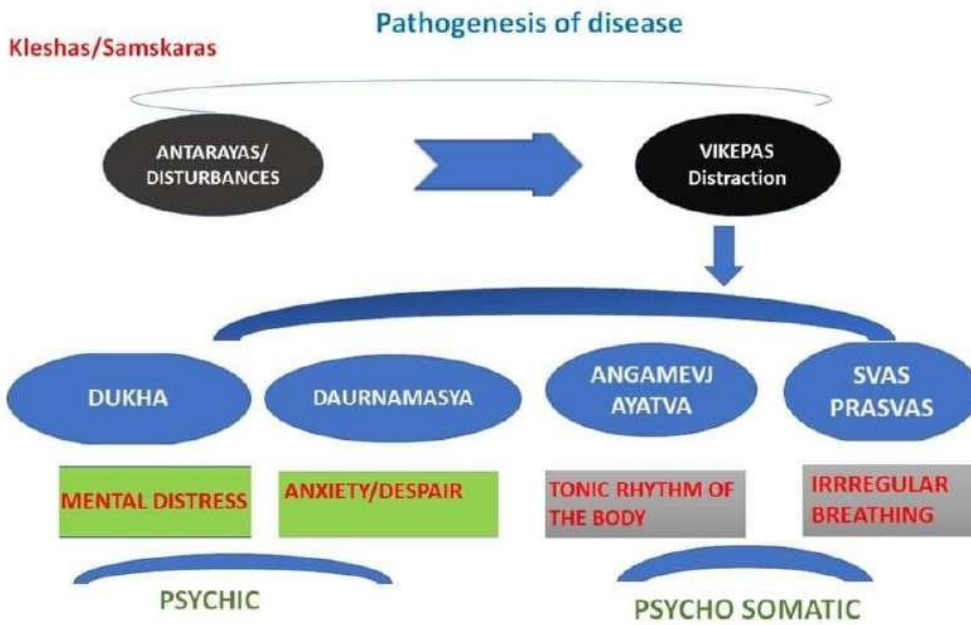 Pathogenesis of disease
Kleshas/Samskaras
ANTARAYAS/
DISTURBANCES
VIKEPAS
Distraction
DUKHA
DAURNAMASYA
ANGAMEVJ
AYATVA
SVAS
PRASVAS
MENTAL DISTRESS
ANXIETY/DESPAIR
TONIC RHYTHM OF
THE BODY
IRRREGULAR
BREATHING
PSYCHIC
PSYCHO SOMATIC